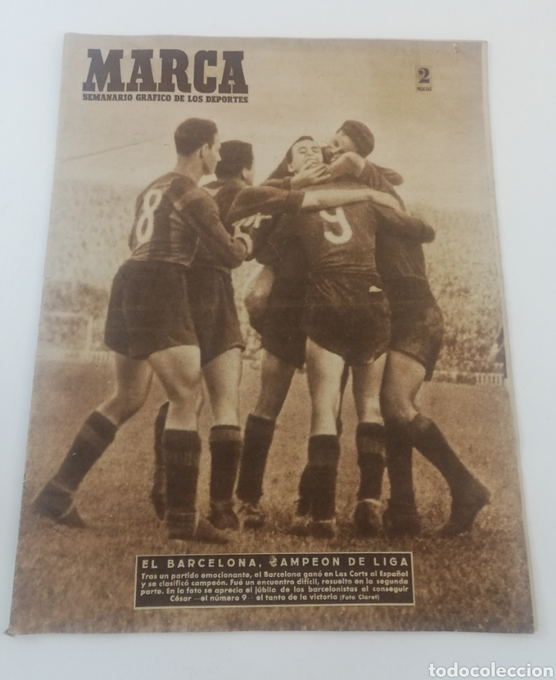 MARCA
SEMANARIO GRAFICO DE LOS DEPORTES
2
8
9
EL BARCELONA, CAMPEON DE LIGA
Tras un partido emocionante, el Barcelona ganó en Las Corts al Español
y se clasificó campeón. Fué un encuentro difícil, resuelto en la segunda
parte. En la foto se aprecia el júbilo de los barcelonistas al conseguir
César —el número 9— el tanto de la victoria (Foto Claret)
todocoleccion